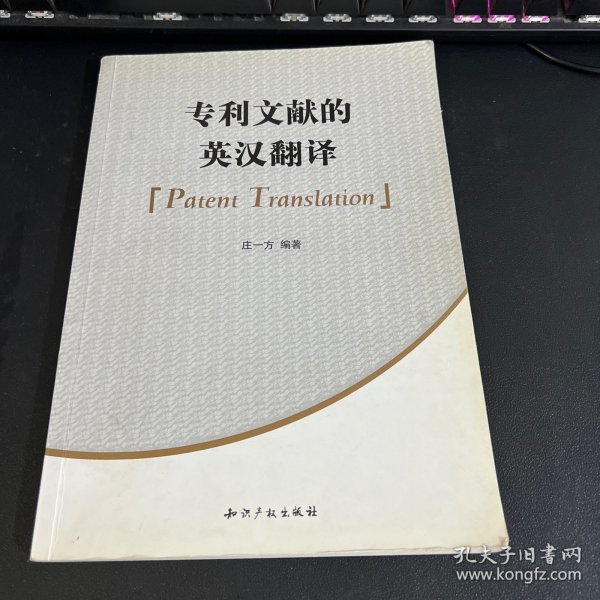 专利文献的
英汉翻译
「Patent Translation」
庄一方 编著
知识产权出版社
孔夫子旧书网
www.kongfz.com